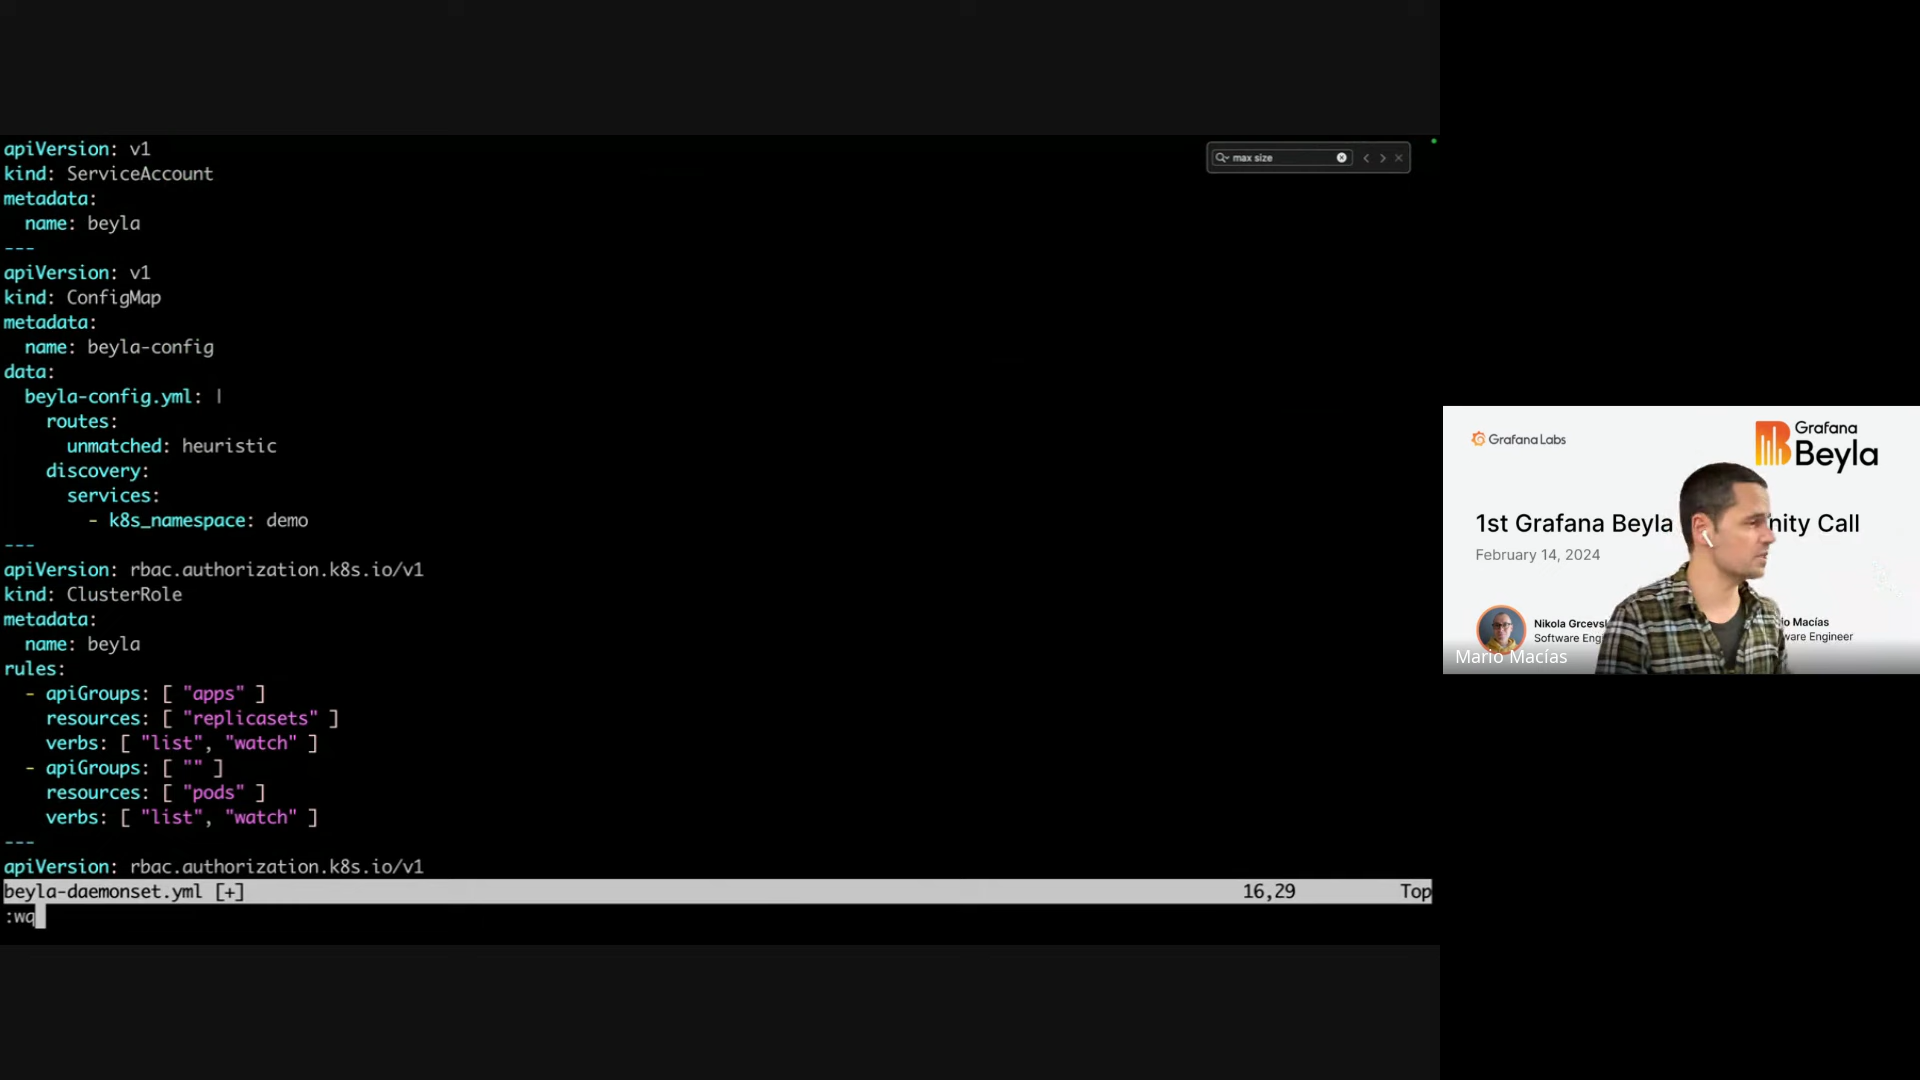 apiVersion: v1
kind: ServiceAccount
metadata:
  name: beyla
---
apiVersion: v1
kind: ConfigMap
metadata:
  name: beyla-config
data:
  beyla-config.yml: |
    routes:
      unmatched: heuristic
    discovery:
      services:
        - k8s_namespace: demo
---
apiVersion: rbac.authorization.k8s.io/v1
kind: ClusterRole
metadata:
  name: beyla
rules:
  - apiGroups: [ "apps" ]
    resources: [ "replicasets" ]
    verbs: [ "list", "watch" ]
  - apiGroups: [ "" ]
    resources: [ "pods" ]
    verbs: [ "list", "watch" ]
---
apiVersion: rbac.authorization.k8s.io/v1
beyla-daemonset.yml [+] 16,29 Top
:wq
max size
Grafana Labs
Grafana
Beyla
1st Grafana Beyla nity Call
February 14, 2024
Nikola
Software
Macías
Engineer
Mario Macías